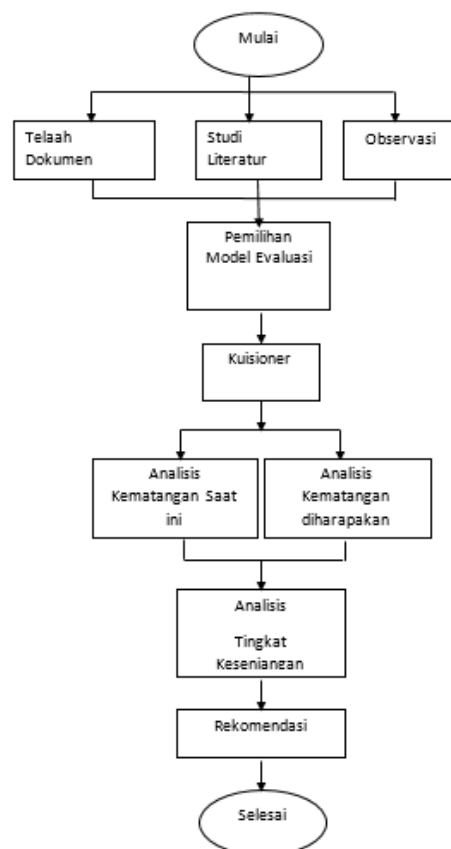 Mulai
Telaah
Dokumen
Studi
Literatur
Observasi
Pemilihan
Model Evaluasi
Kuisioner
Analisis
Kematangan Saat
ini
Analisis
Kematangan
diharapakan
Analisis
Tingkat
Kesenjangan
Rekomendasi
Selesai